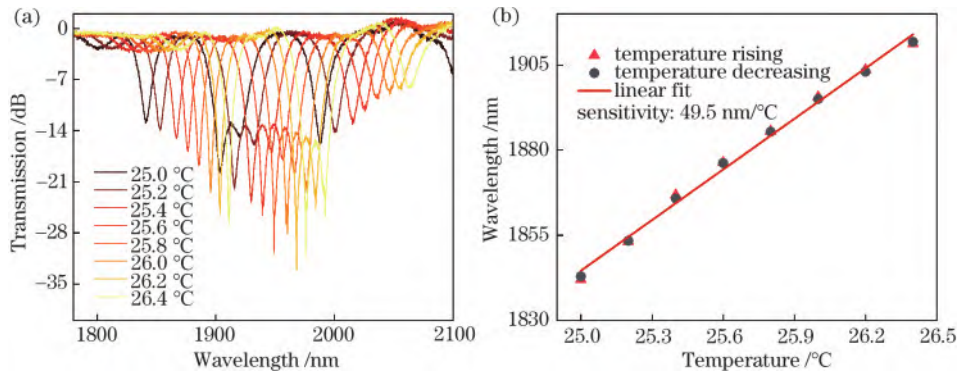 (a)
0
−7
−14
−21
−28
−35
Transmission /dB
25.0 °C
25.2 °C
25.4 °C
25.6 °C
25.8 °C
26.0 °C
26.2 °C
26.4 °C
1800
1900
2000
2100
Wavelength /nm
(b)
1905
1880
1855
1830
Wavelength /nm
temperature rising
temperature decreasing
linear fit
sensitivity: 49.5 nm/°C
25.0
25.3
25.6
25.9
26.2
26.5
Temperature /°C